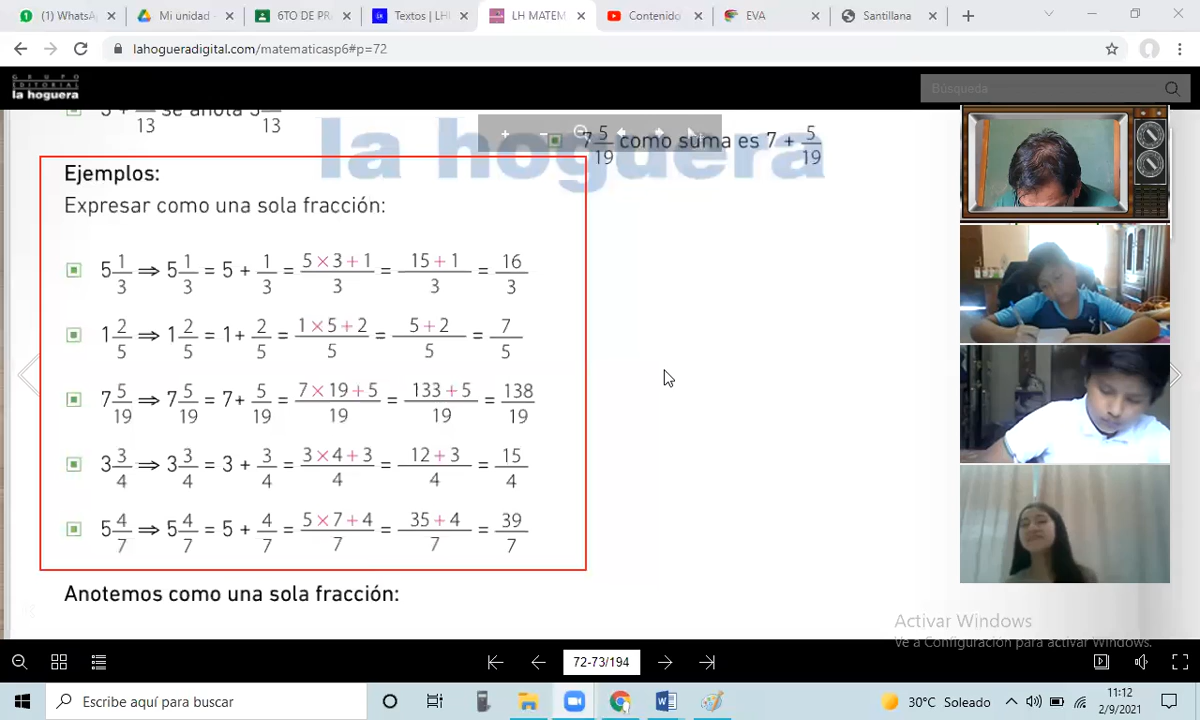 (1) WhatsA
Mi unidad -
6TO DE PR
Textos | LHI
LH MATEM
Contenido
EVA
Santillana
lahogueradigital.com/matematicasp6#p=72
GRUPO
EDITORIAL
la hoguera
Búsqueda
13 se anota 13
la hoguera
7 5/19 como suma es 7 + 5/19
Ejemplos:
Expresar como una sola fracción:
5 1/3 ⇒ 5 1/3 = 5 + 1/3 = (5 × 3 + 1)/3 = (15 + 1)/3 = 16/3
1 2/5 ⇒ 1 2/5 = 1 + 2/5 = (1 × 5 + 2)/5 = (5 + 2)/5 = 7/5
7 5/19 ⇒ 7 5/19 = 7 + 5/19 = (7 × 19 + 5)/19 = (133 + 5)/19 = 138/19
3 3/4 ⇒ 3 3/4 = 3 + 3/4 = (3 × 4 + 3)/4 = (12 + 3)/4 = 15/4
5 4/7 ⇒ 5 4/7 = 5 + 4/7 = (5 × 7 + 4)/7 = (35 + 4)/7 = 39/7
Anotemos como una sola fracción:
Activar Windows
Ve a Configuración para activar Windows.
72-73/194
Escribe aquí para buscar
30°C Soleado
11:12
2/9/2021